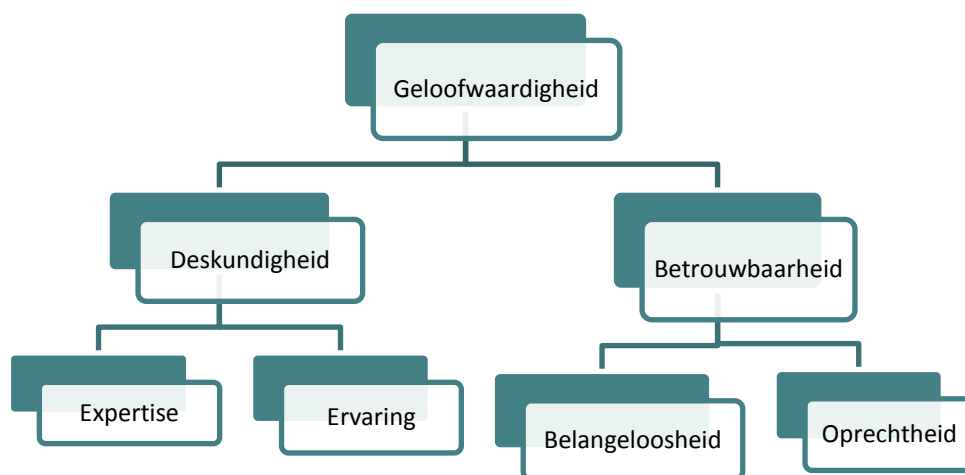 Geloofwaardigheid
Deskundigheid
Betrouwbaarheid
Expertise
Ervaring
Belangeloosheid
Oprechtheid